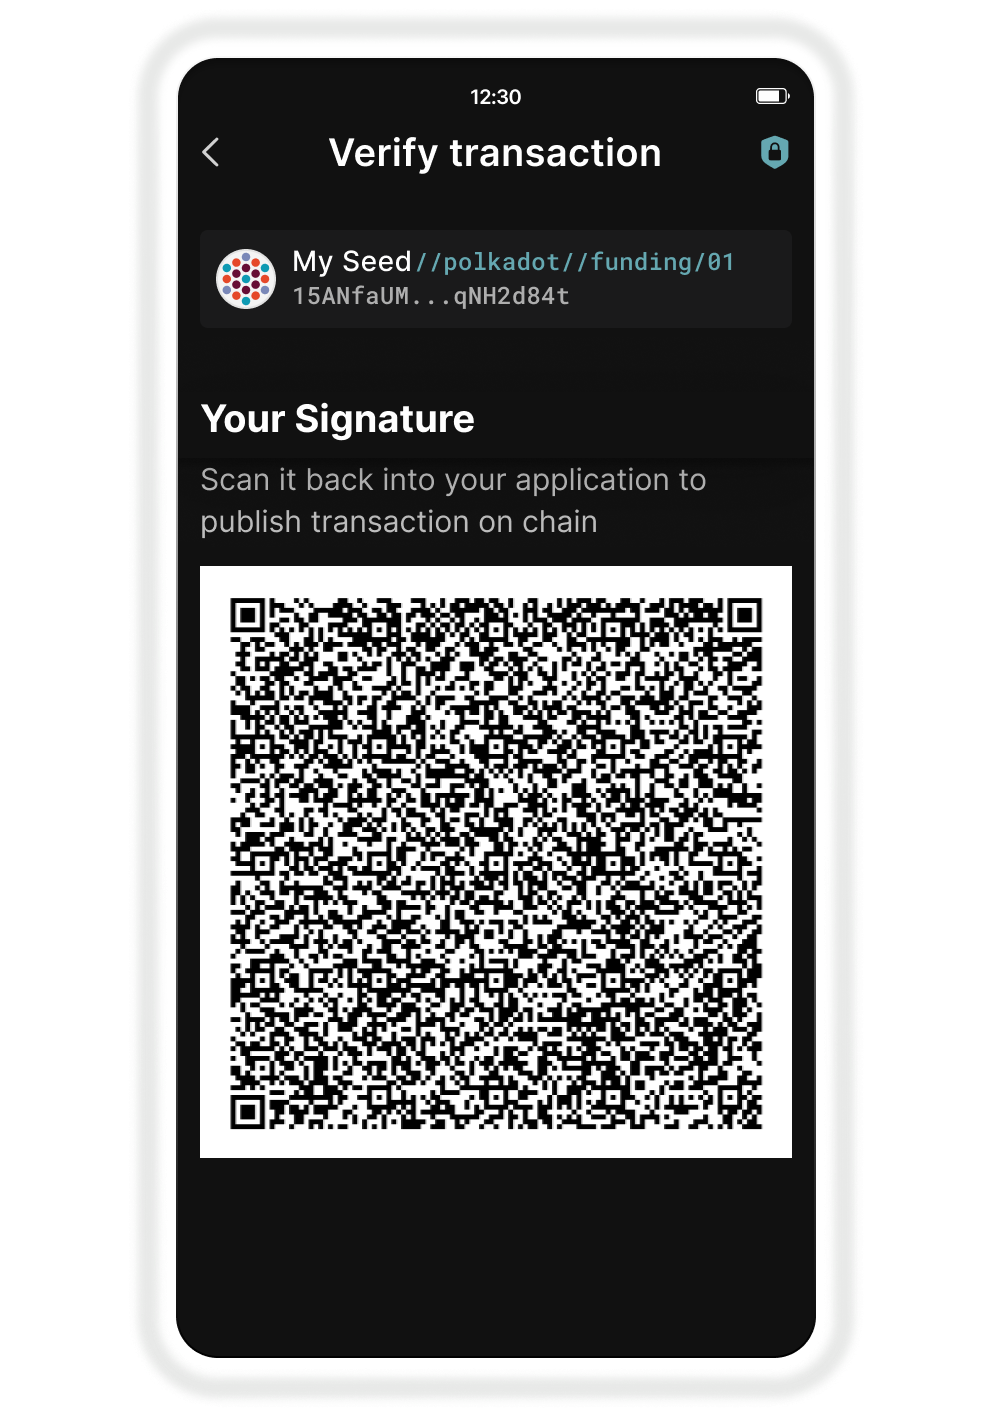 12:30
Verify transaction
My Seed//polkadot//funding/01
15ANfaUM...qNH2d84t
Your Signature
Scan it back into your application to
publish transaction on chain